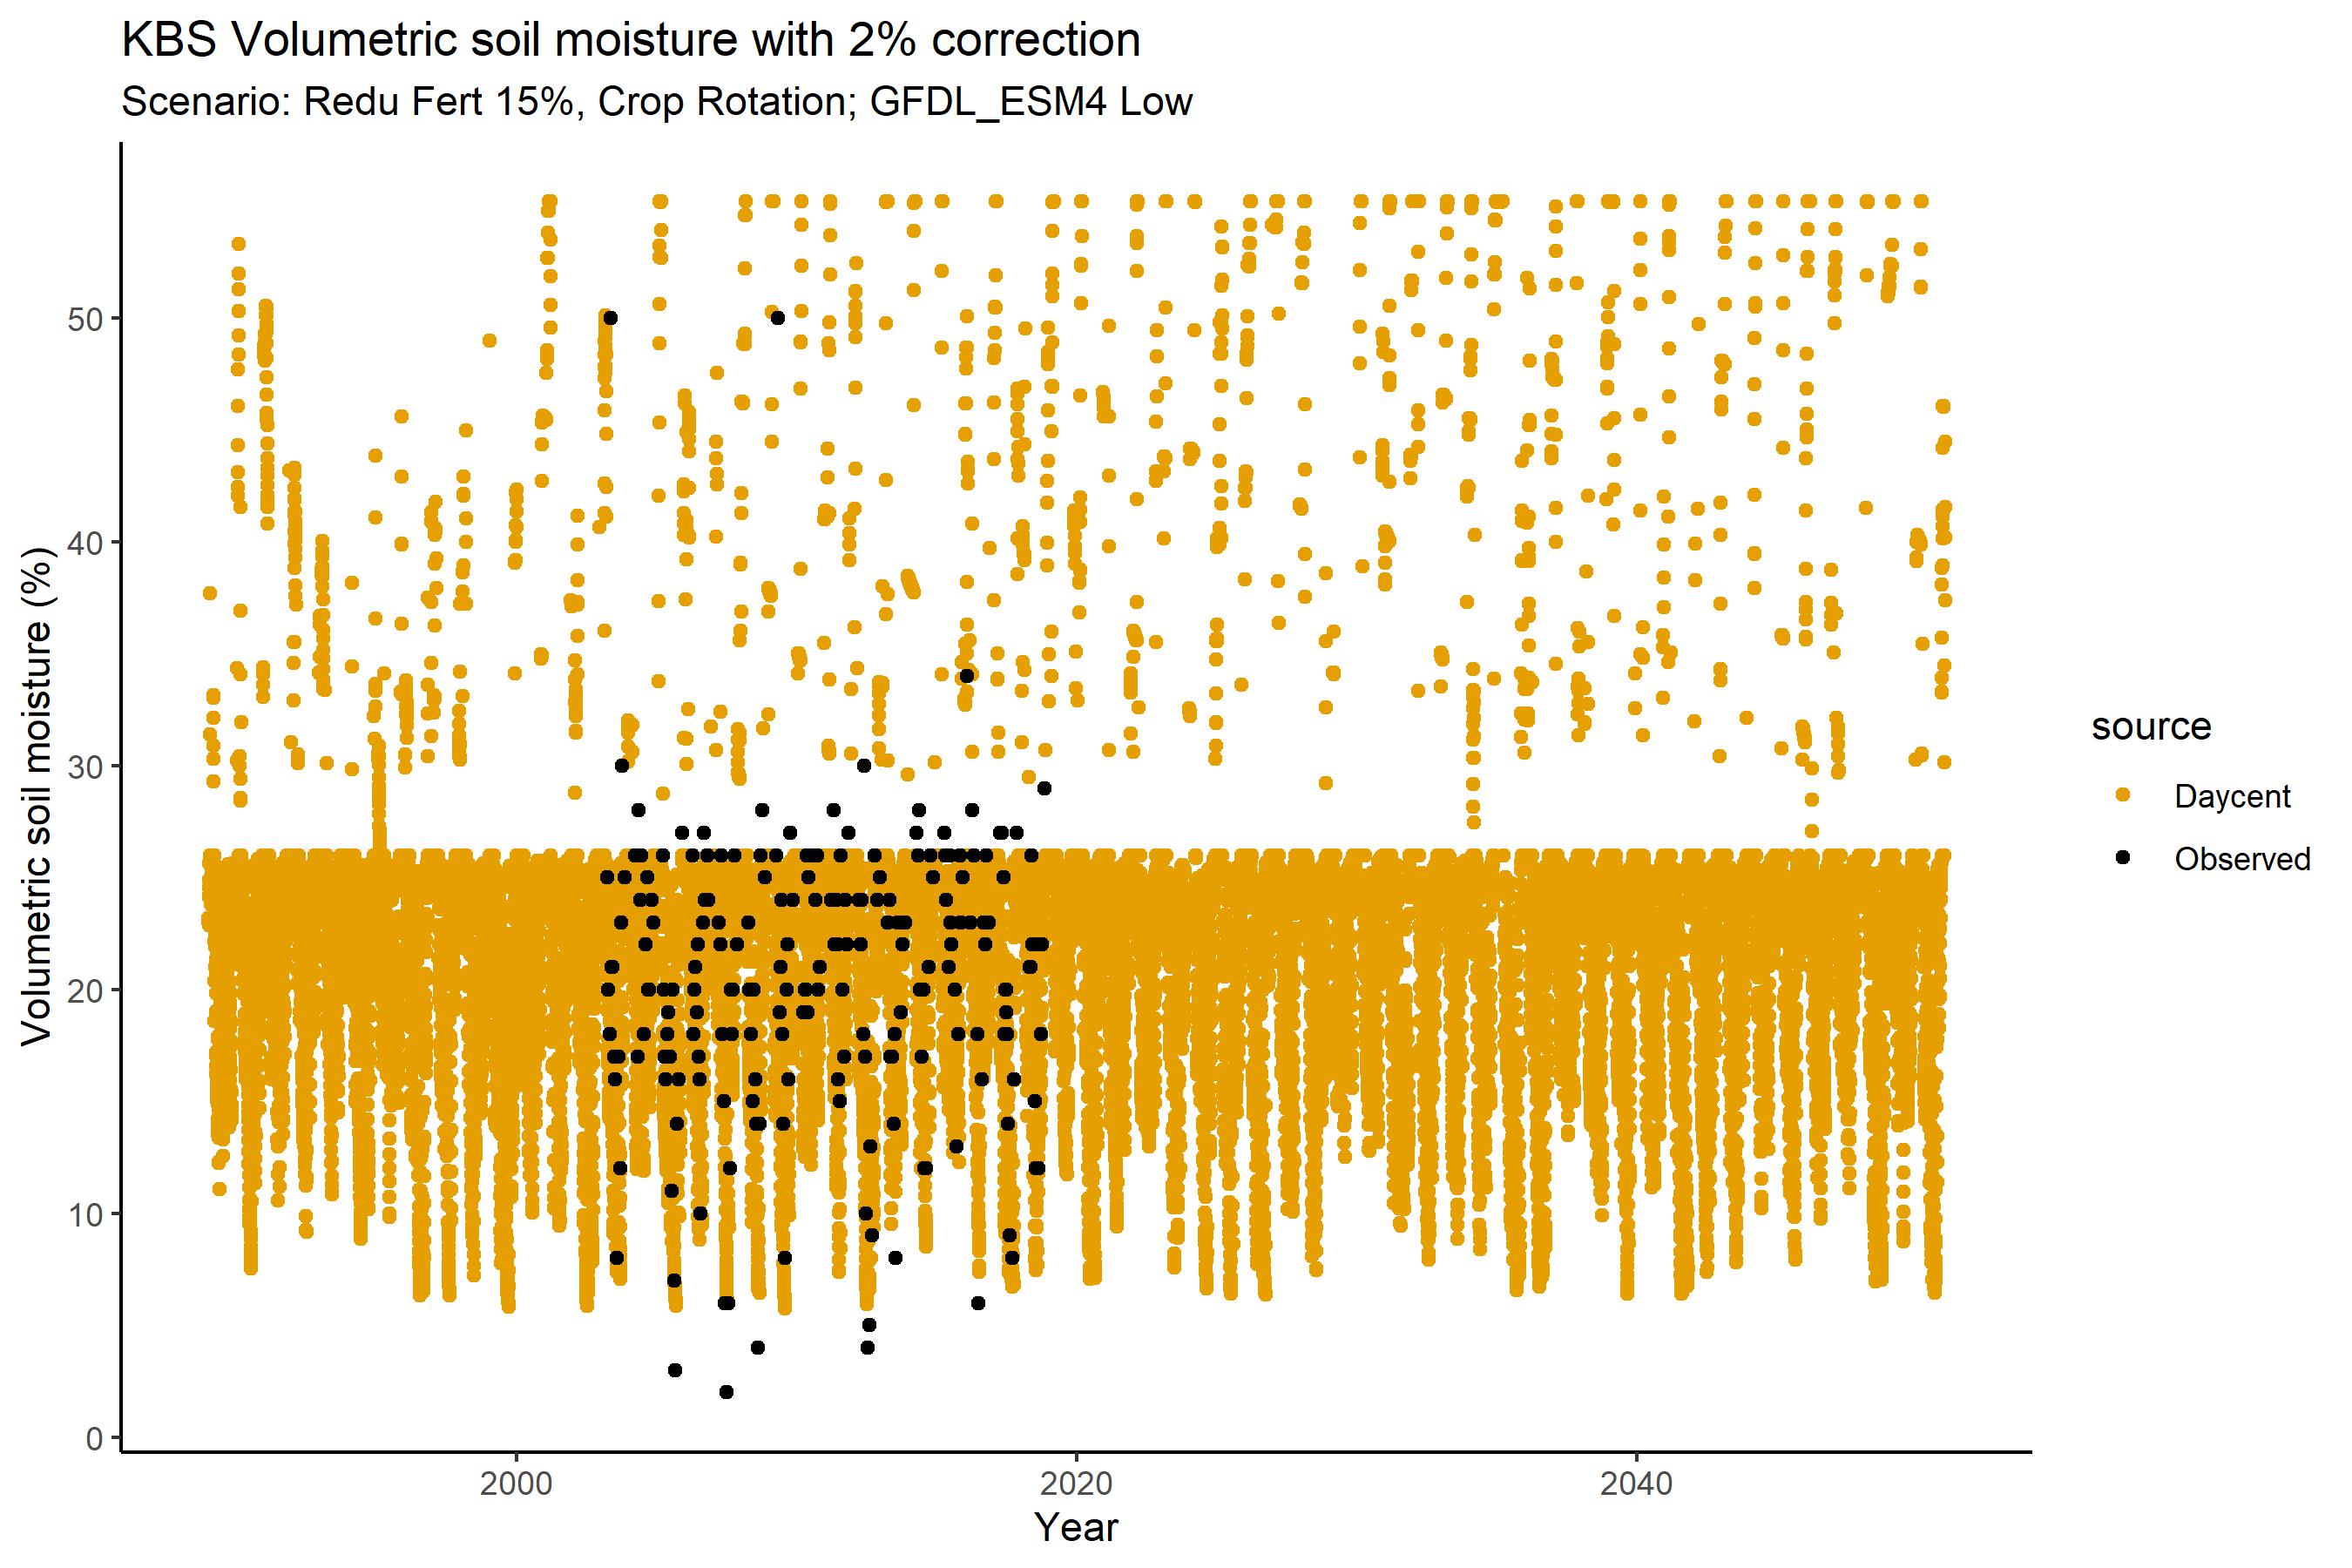 KBS Volumetric soil moisture with 2% correction
Scenario: Redu Fert 15%, Crop Rotation; GFDL_ESM4 Low
Volumetric soil moisture (%)
50
40
30
20
10
0
2000
2020
2040
Year
source
Daycent
Observed